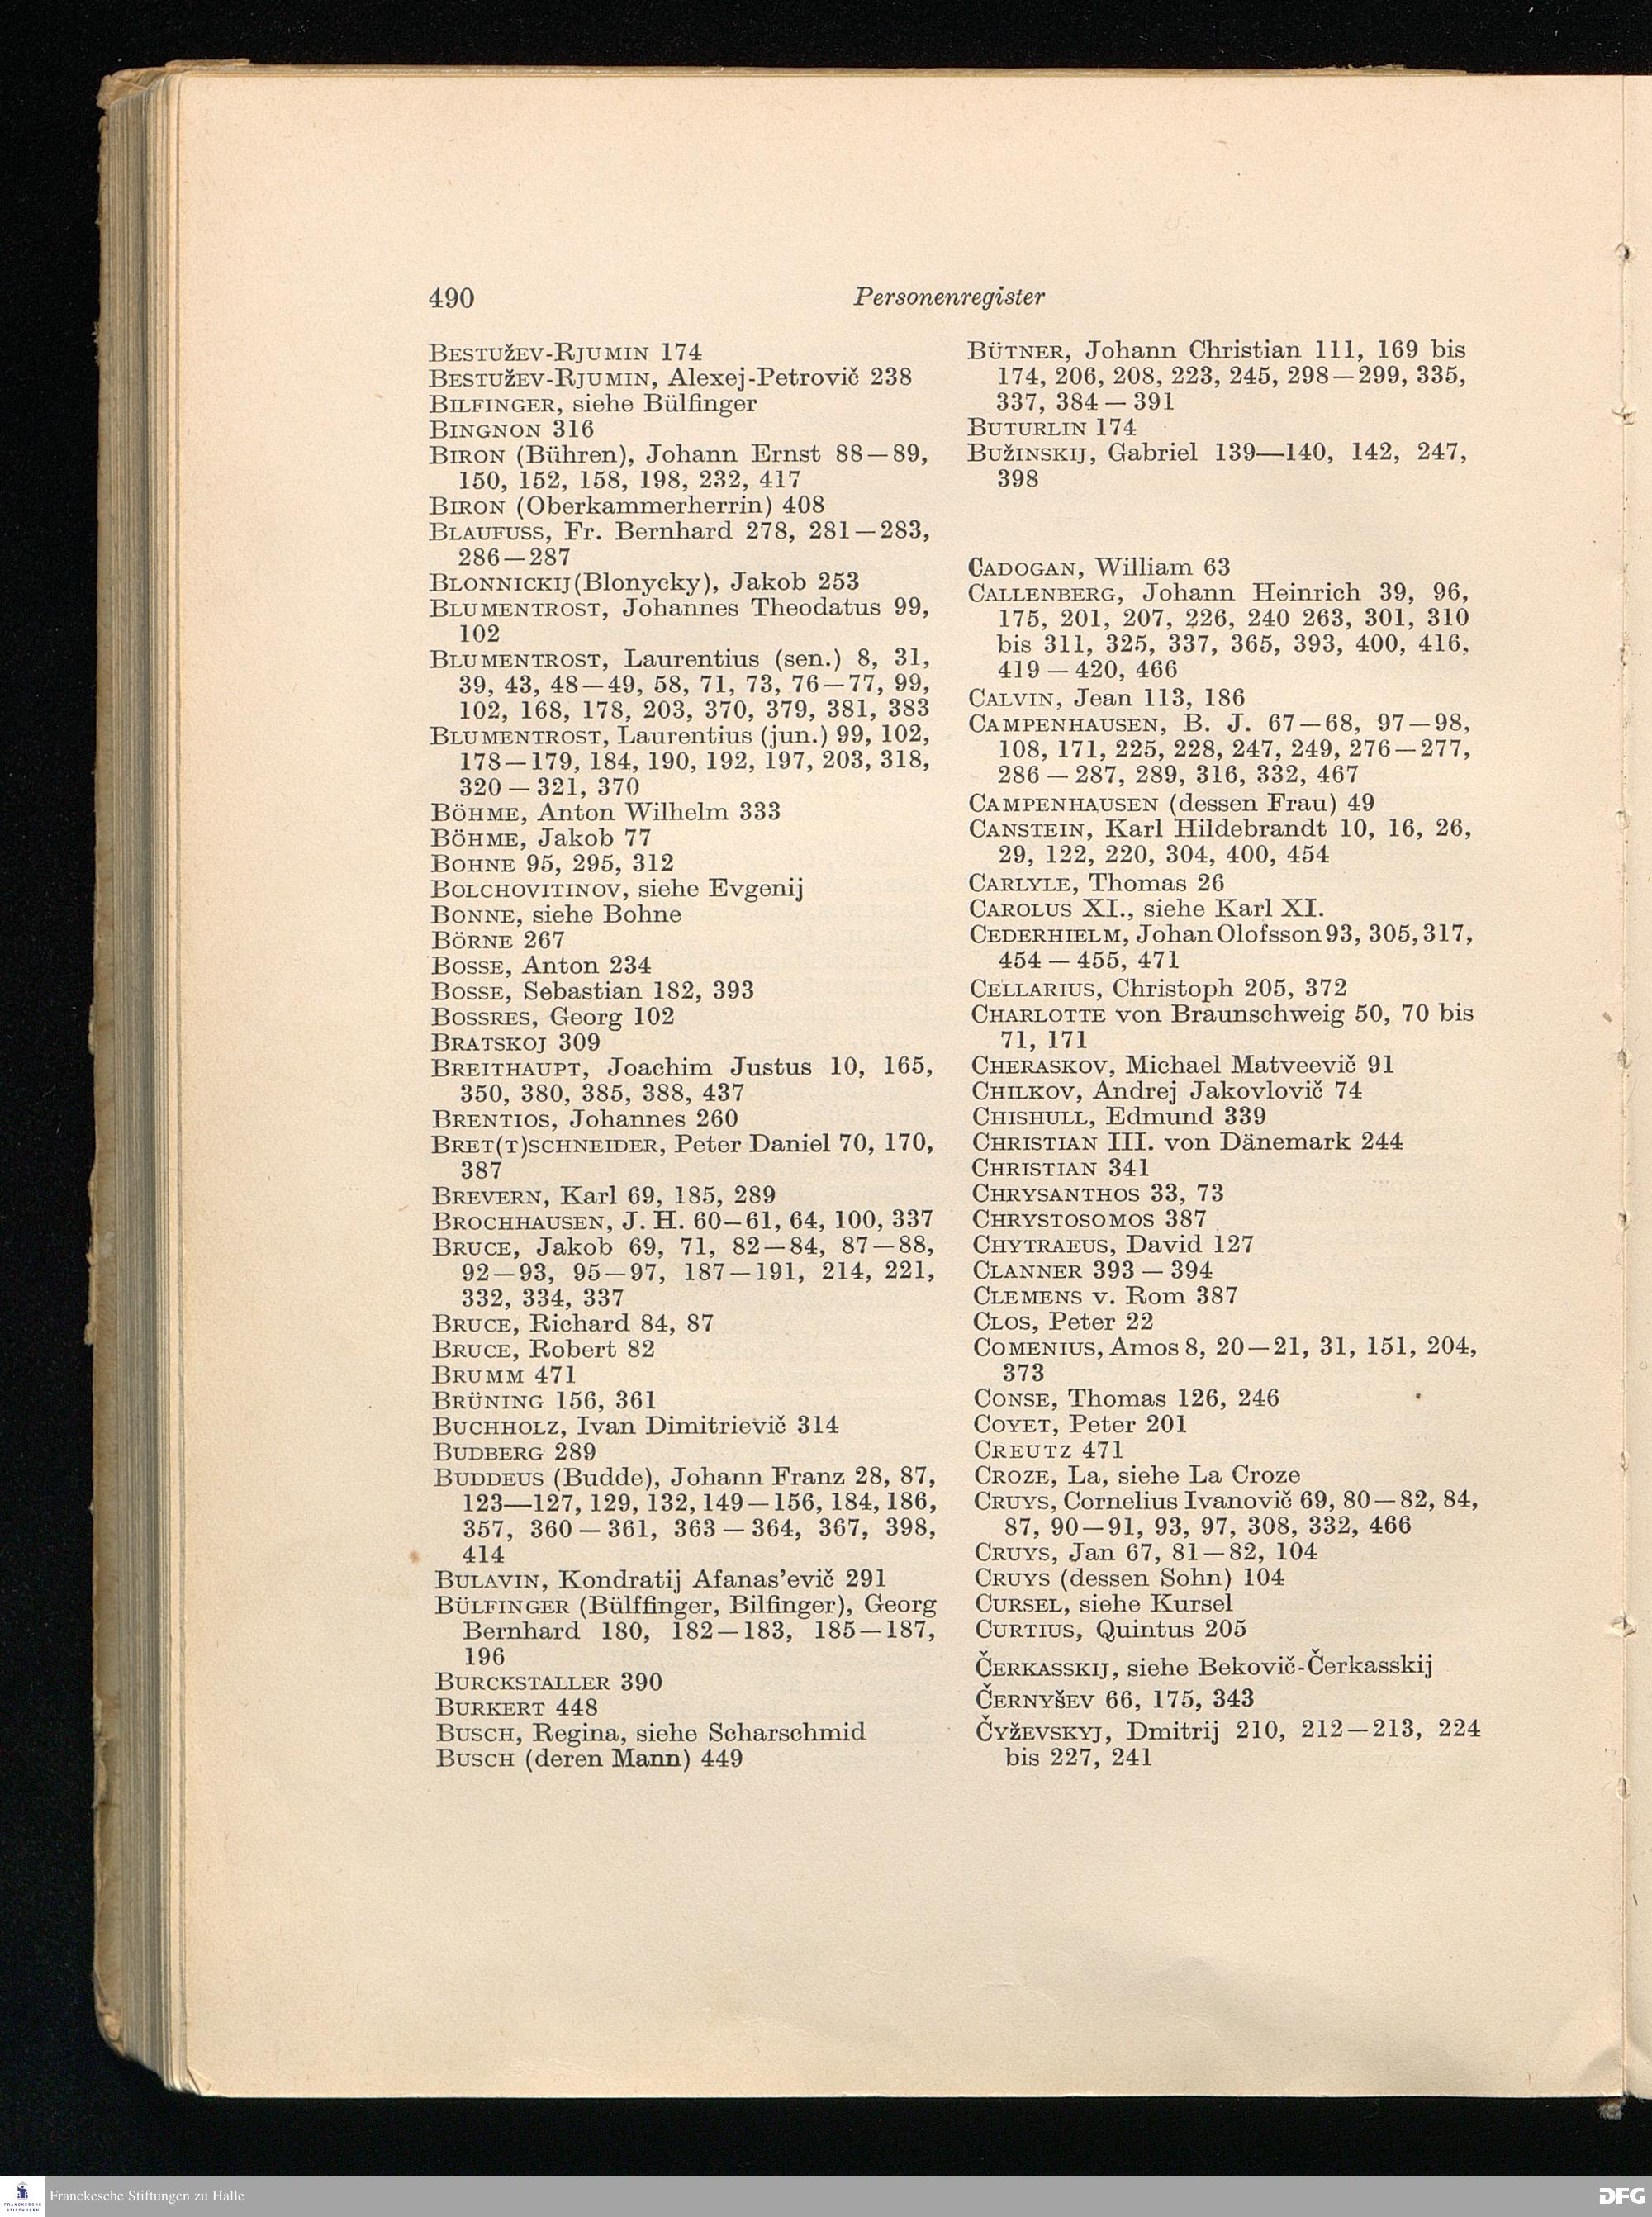 490
Personenregister
BESTUŽEV-RJUMIN 174
BESTUŽEV-RJUMIN, Alexej-Petrovič 238
BILFINGER, siehe Bülfinger
BINGNON 316
BIRON (Bühren), Johann Ernst 88—89,
150, 152, 158, 198, 232, 417
BIRON (Oberkammerherrin) 408
BLAUFUSS, Fr. Bernhard 278, 281—283,
286—287
BLONNICKIJ (Blonycky), Jakob 253
BLUMENTROST, Johannes Theodatus 99,
102
BLUMENTROST, Laurentius (sen.) 8, 31,
39, 43, 48—49, 58, 71, 73, 76—77, 99,
102, 168, 178, 203, 370, 379, 381, 383
BLUMENTROST, Laurentius (jun.) 99, 102,
178—179, 184, 190, 192, 197, 203, 318,
320 — 321, 370
BÖHME, Anton Wilhelm 333
BÖHME, Jakob 77
BOHNE 95, 295, 312
BOLCHOVITINOV, siehe Evgenij
BONNE, siehe Bohne
BÖRNE 267
BOSSE, Anton 234
BOSSE, Sebastian 182, 393
BOSSRES, Georg 102
BRATSKOJ 309
BREITHAUPT, Joachim Justus 10, 165,
350, 380, 385, 388, 437
BRENTIOS, Johannes 260
BRET(T)SCHNEIDER, Peter Daniel 70, 170,
387
BREVERN, Karl 69, 185, 289
BROCHHAUSEN, J. H. 60—61, 64, 100, 337
BRUCE, Jakob 69, 71, 82—84, 87—88,
92—93, 95—97, 187—191, 214, 221,
332, 334, 337
BRUCE, Richard 84, 87
BRUCE, Robert 82
BRUMM 471
BRÜNING 156, 361
BUCHHOLZ, Ivan Dimitrievič 314
BUDBERG 289
BUDDEUS (Budde), Johann Franz 28, 87,
123—127, 129, 132, 149—156, 184, 186,
357, 360 — 361, 363 — 364, 367, 398,
414
BULAVIN, Kondratij Afanas'evič 291
BÜLFINGER (Bülffinger, Bilfinger), Georg
Bernhard 180, 182—183, 185—187,
196
BURCKSTALLER 390
BURKERT 448
BUSCH, Regina, siehe Scharschmid
BUSCH (deren Mann) 449
BÜTNER, Johann Christian 111, 169 bis
174, 206, 208, 223, 245, 298—299, 335,
337, 384 — 391
BUTURLIN 174
BUŽINSKIJ, Gabriel 139—140, 142, 247,
398
CADOGAN, William 63
CALLENBERG, Johann Heinrich 39, 96,
175, 201, 207, 226, 240 263, 301, 310
bis 311, 325, 337, 365, 393, 400, 416,
419 — 420, 466
CALVIN, Jean 113, 186
CAMPENHAUSEN, B. J. 67—68, 97—98,
108, 171, 225, 228, 247, 249, 276—277,
286 — 287, 289, 316, 332, 467
CAMPENHAUSEN (dessen Frau) 49
CANSTEIN, Karl Hildebrandt 10, 16, 26,
29, 122, 220, 304, 400, 454
CARLYLE, Thomas 26
CAROLUS XI., siehe Karl XI.
CEDERHIELM, Johan Olofsson 93, 305, 317,
454 — 455, 471
CELLARIUS, Christoph 205, 372
CHARLOTTE von Braunschweig 50, 70 bis
71, 171
CHERASKOV, Michael Matveevič 91
CHILKOV, Andrej Jakovlovič 74
CHISHULL, Edmund 339
CHRISTIAN III. von Dänemark 244
CHRISTIAN 341
CHRYSANTHOS 33, 73
CHRYSTOSOMOS 387
CHYTRAEUS, David 127
CLANNER 393 — 394
CLEMENS v. Rom 387
CLOS, Peter 22
COMENIUS, Amos 8, 20—21, 31, 151, 204,
373
CONSE, Thomas 126, 246
COYET, Peter 201
CREUTZ 471
CROZE, La, siehe La Croze
CRUYS, Cornelius Ivanovič 69, 80—82, 84,
87, 90—91, 93, 97, 308, 332, 466
CRUYS, Jan 67, 81—82, 104
CRUYS (dessen Sohn) 104
CURSEL, siehe Kursel
CURTIUS, Quintus 205
ČERKASSKIJ, siehe Bekovič-Čerkasskij
ČERNYŠEV 66, 175, 343
ČYŽEVSKYJ, Dmitrij 210, 212—213, 224
bis 227, 241
FRANCKESCHE
STIFTUNGEN
Franckesche Stiftungen zu Halle
DFG